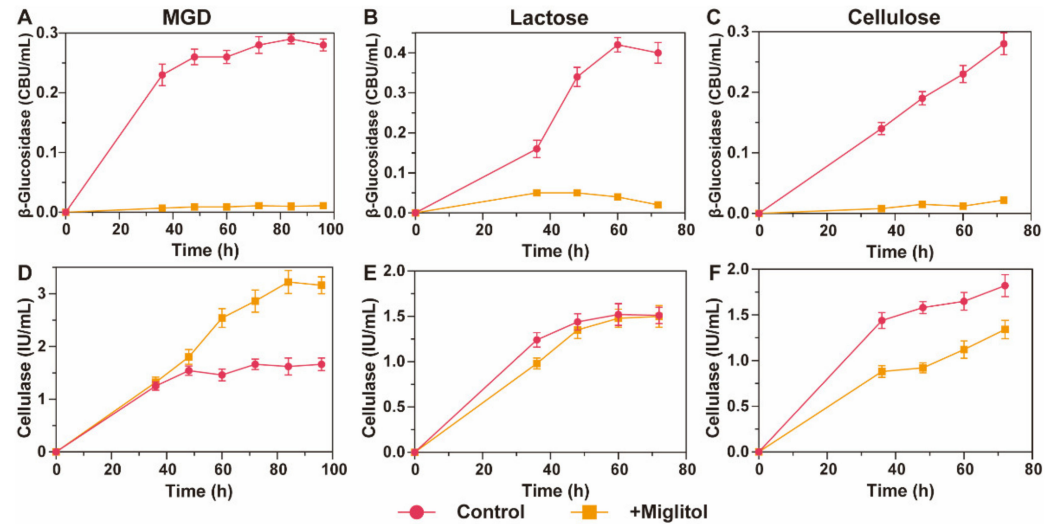 A MGD
β-Glucosidase (CBU/mL)
0.3
0.2
0.1
0.0
0 20 40 60 80 100
Time (h)
B Lactose
β-Glucosidase (CBU/mL)
0.4
0.2
0.0
0 20 40 60 80
Time (h)
C Cellulose
β-Glucosidase (CBU/mL)
0.3
0.2
0.1
0.0
0 20 40 60 80
Time (h)
D
Cellulase (IU/mL)
3
2
1
0
0 20 40 60 80 100
Time (h)
E
Cellulase (IU/mL)
2.0
1.5
1.0
0.5
0.0
0 20 40 60 80
Time (h)
F
Cellulase (IU/mL)
2.0
1.5
1.0
0.5
0.0
0 20 40 60 80
Time (h)
Control +Miglitol